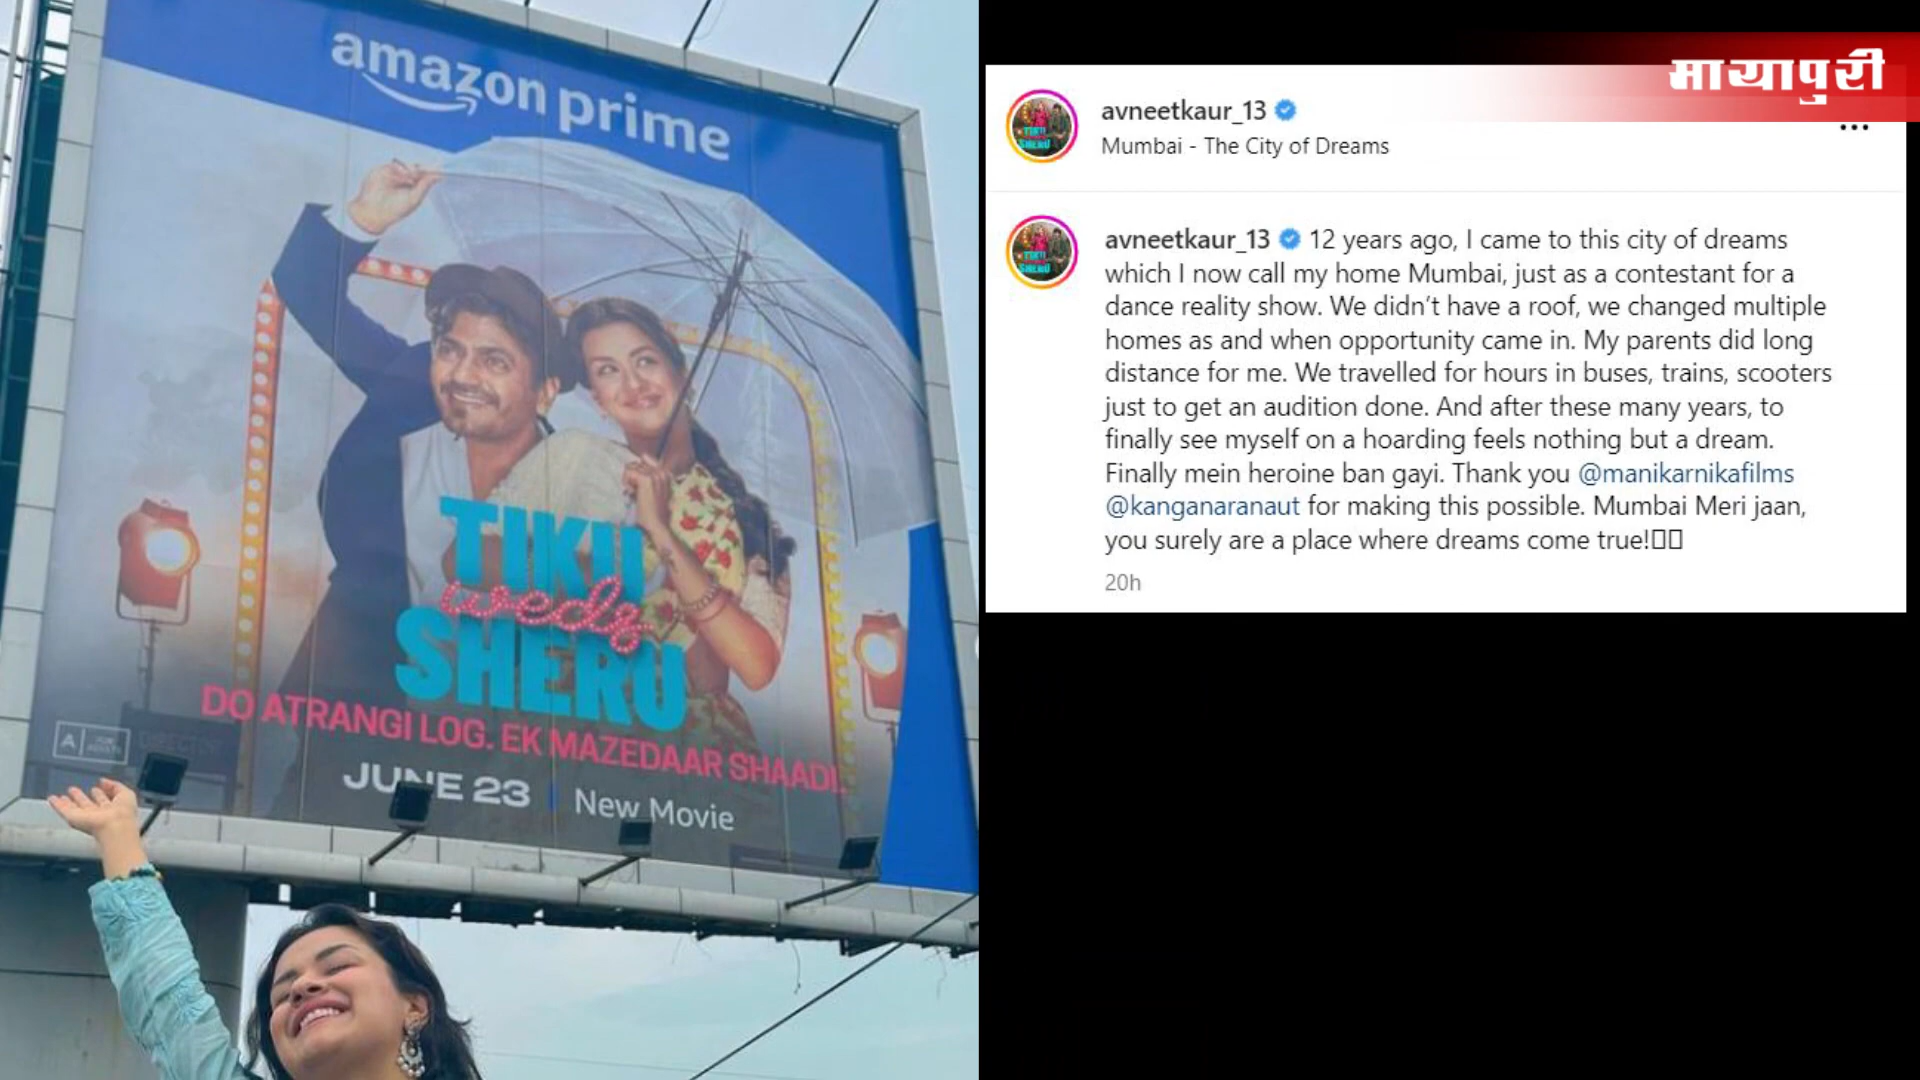 amazon prime
TIKU
weds
SHERU
DO ATRANGI LOG. EK MAZEDAAR SHAADI.
A FOR ADULTS
DIRECTOR
JUNE 23 New Movie
मायापुरी
avneetkaur_13
Mumbai - The City of Dreams
avneetkaur_13 12 years ago, I came to this city of dreams
which I now call my home Mumbai, just as a contestant for a
dance reality show. We didn’t have a roof, we changed multiple
homes as and when opportunity came in. My parents did long
distance for me. We travelled for hours in buses, trains, scooters
just to get an audition done. And after these many years, to
finally see myself on a hoarding feels nothing but a dream.
Finally mein heroine ban gayi. Thank you @manikarnikafilms
@kanganaranaut for making this possible. Mumbai Meri jaan,
you surely are a place where dreams come true!
20h